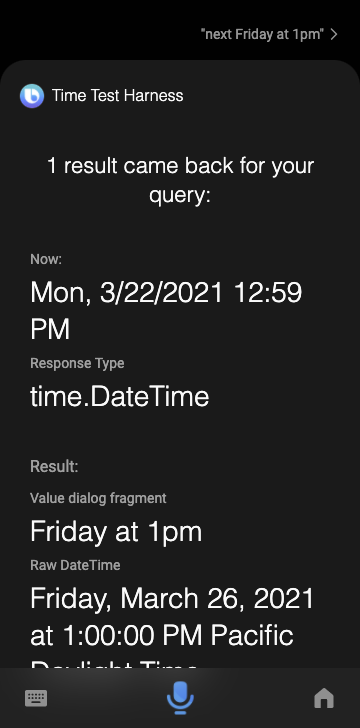 "next Friday at 1pm"
Time Test Harness
1 result came back for your
query:
Now:
Mon, 3/22/2021 12:59
PM
Response Type
time.DateTime
Result:
Value dialog fragment
Friday at 1pm
Raw DateTime
Friday, March 26, 2021
at 1:00:00 PM Pacific
Daylight Time